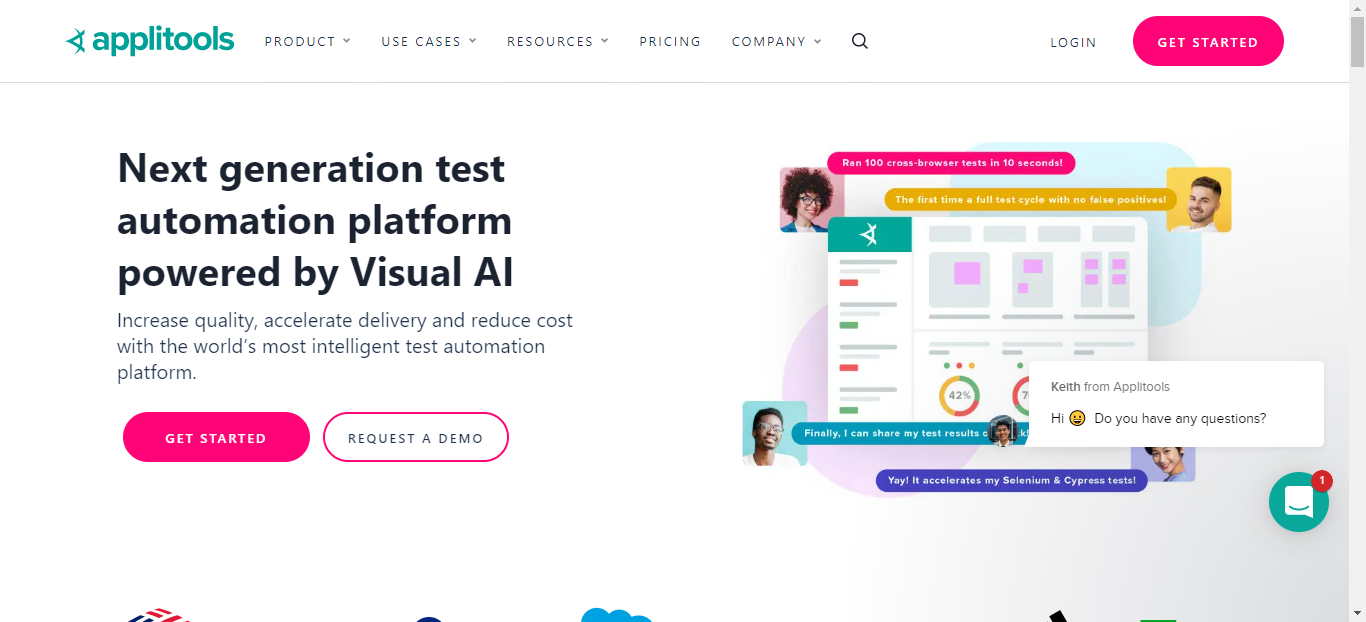 applitools
PRODUCT
USE CASES
RESOURCES
PRICING
COMPANY
LOGIN
GET STARTED
Next generation test
automation platform
powered by Visual AI
Increase quality, accelerate delivery and reduce cost
with the world's most intelligent test automation
platform.
GET STARTED
REQUEST A DEMO
Ran 100 cross-browser tests in 10 seconds!
The first time a full test cycle with no false positives!
42%
Finally, I can share my test results
Yay! It accelerates my Selenium & Cypress tests!
Keith from Applitools
Hi 😃 Do you have any questions?
1